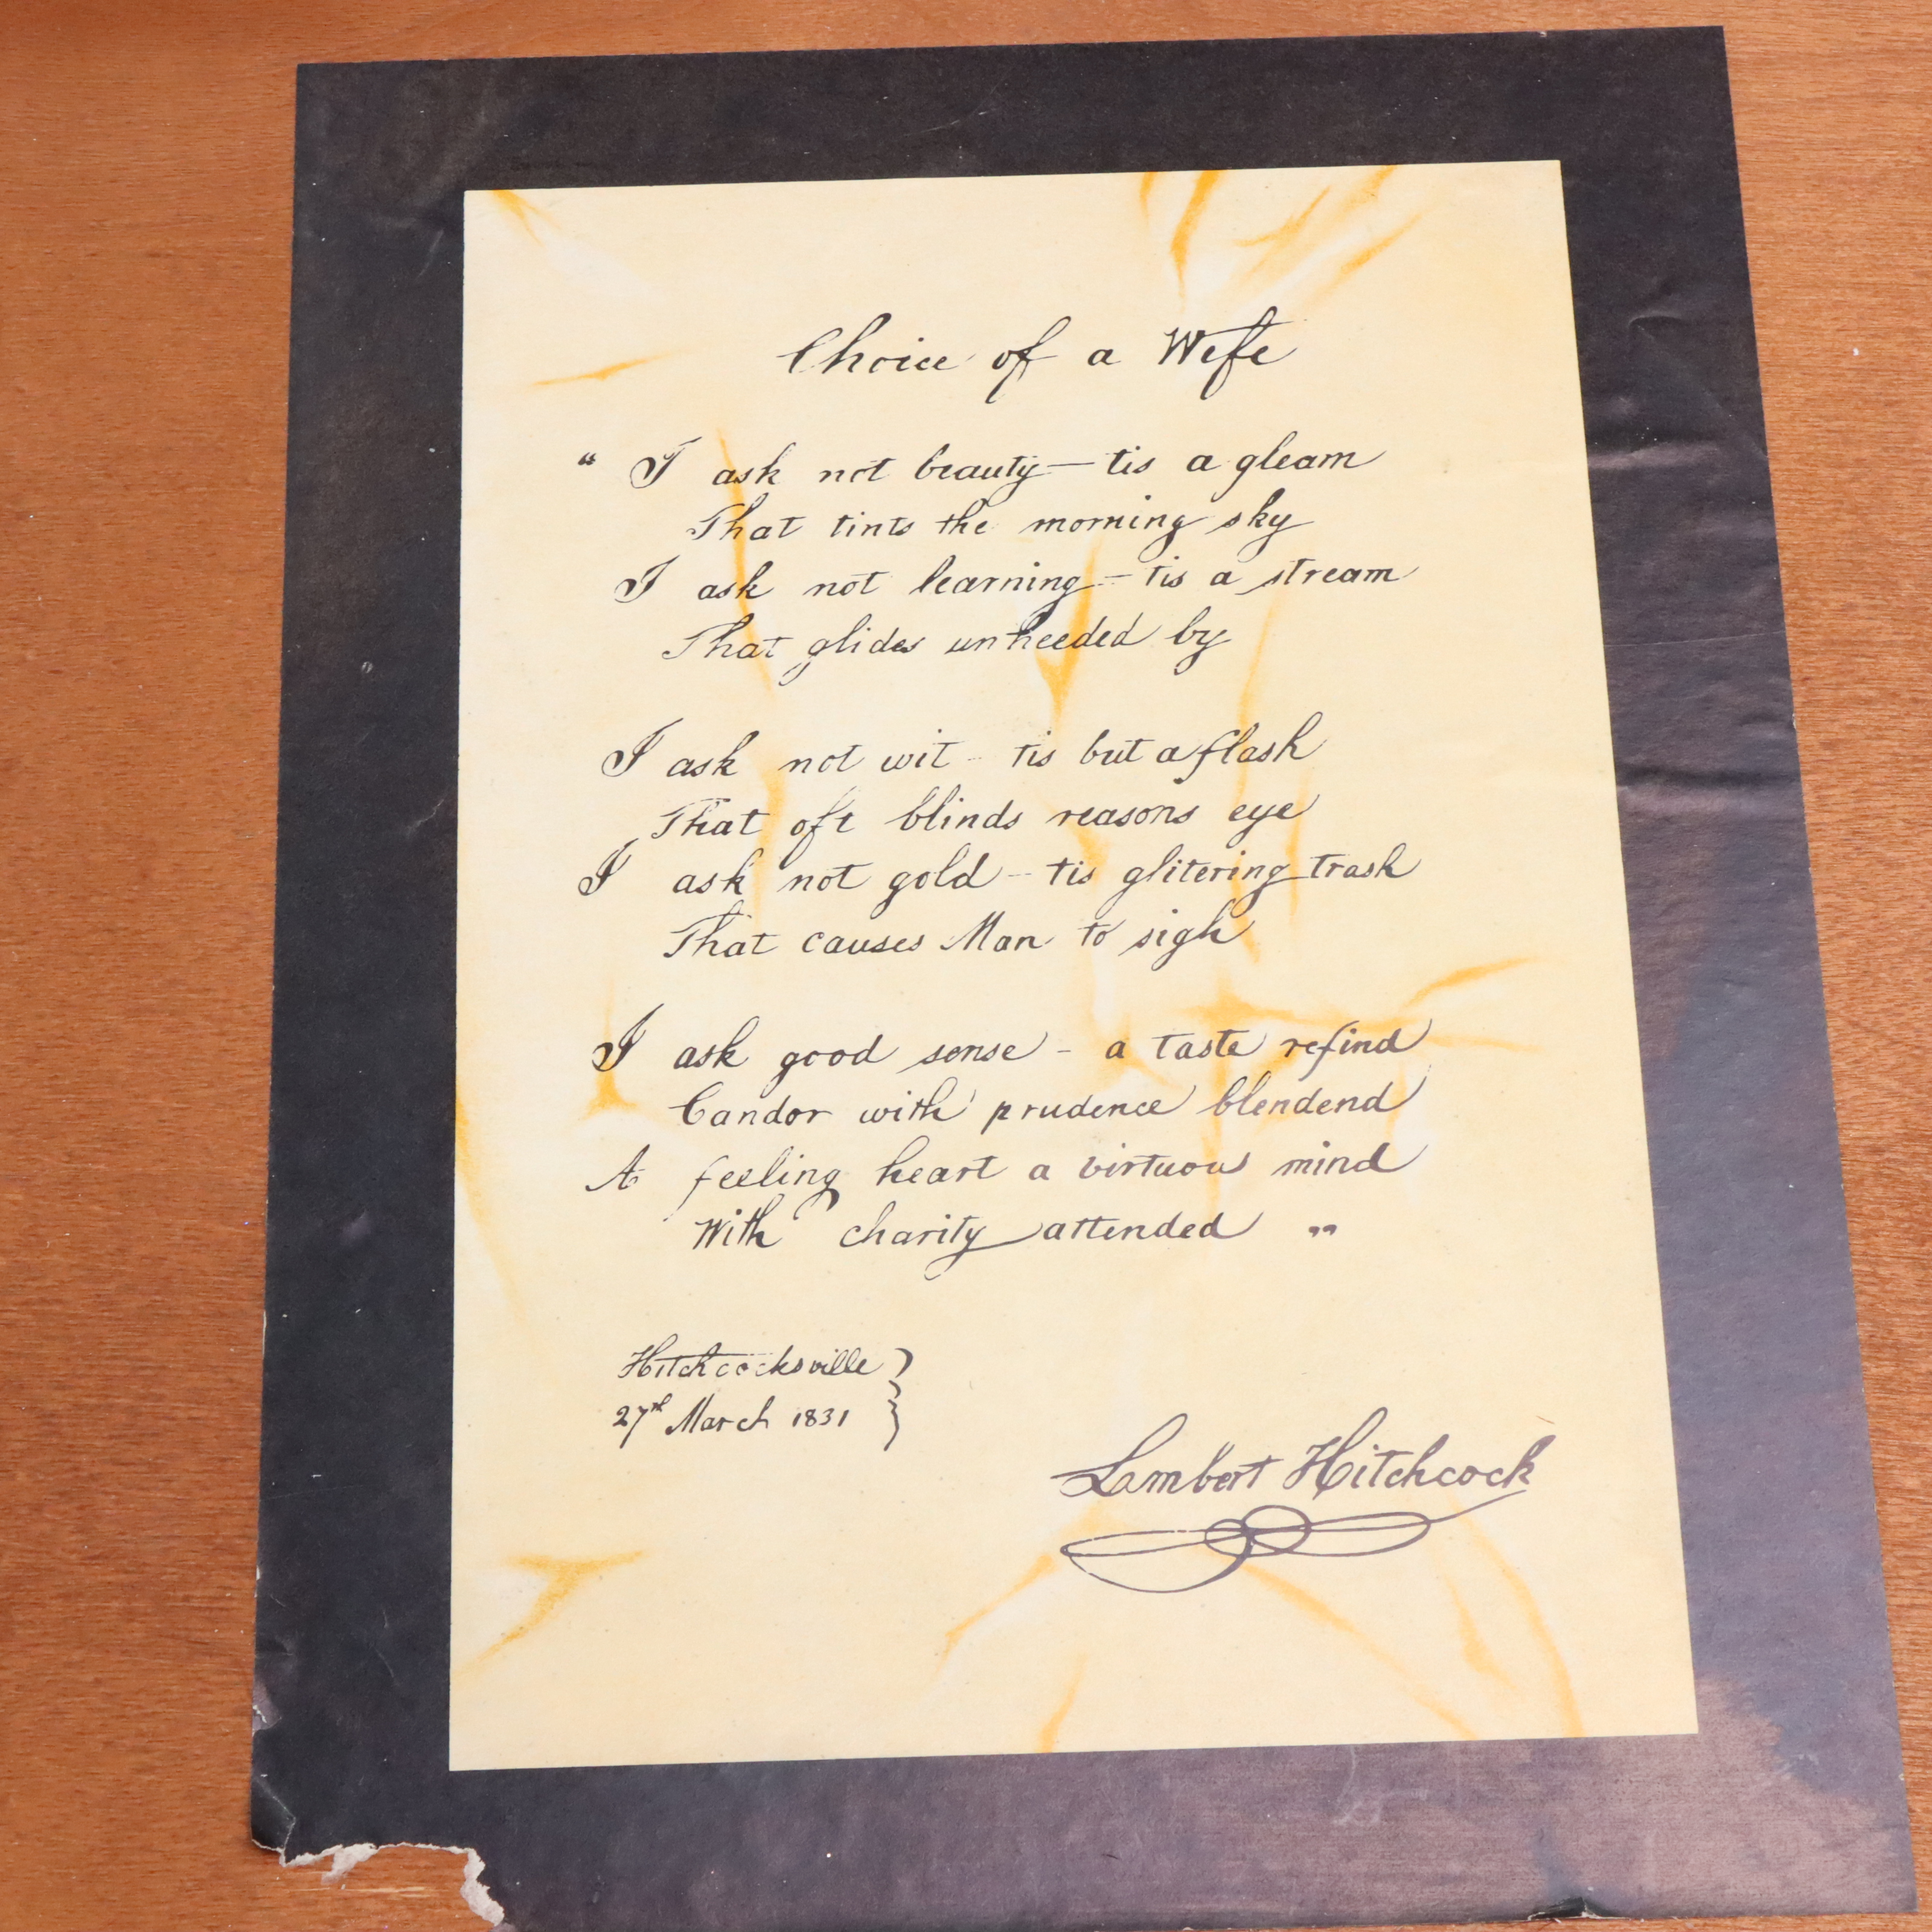 Choice of a Wife
" I ask not beauty — tis a gleam
That tints the morning sky
I ask not learning — tis a stream
That glides unheeded by
I ask not wit - tis but a flash
That oft blinds reasons eye
I ask not gold - tis glitering trash
That causes Man to sigh
I ask good sense - a taste refind
Candor with prudence blendend
A feeling heart a virtuous mind
With charity attended "
Hitchcocksville }
27th March 1831
Lambert Hitchcock